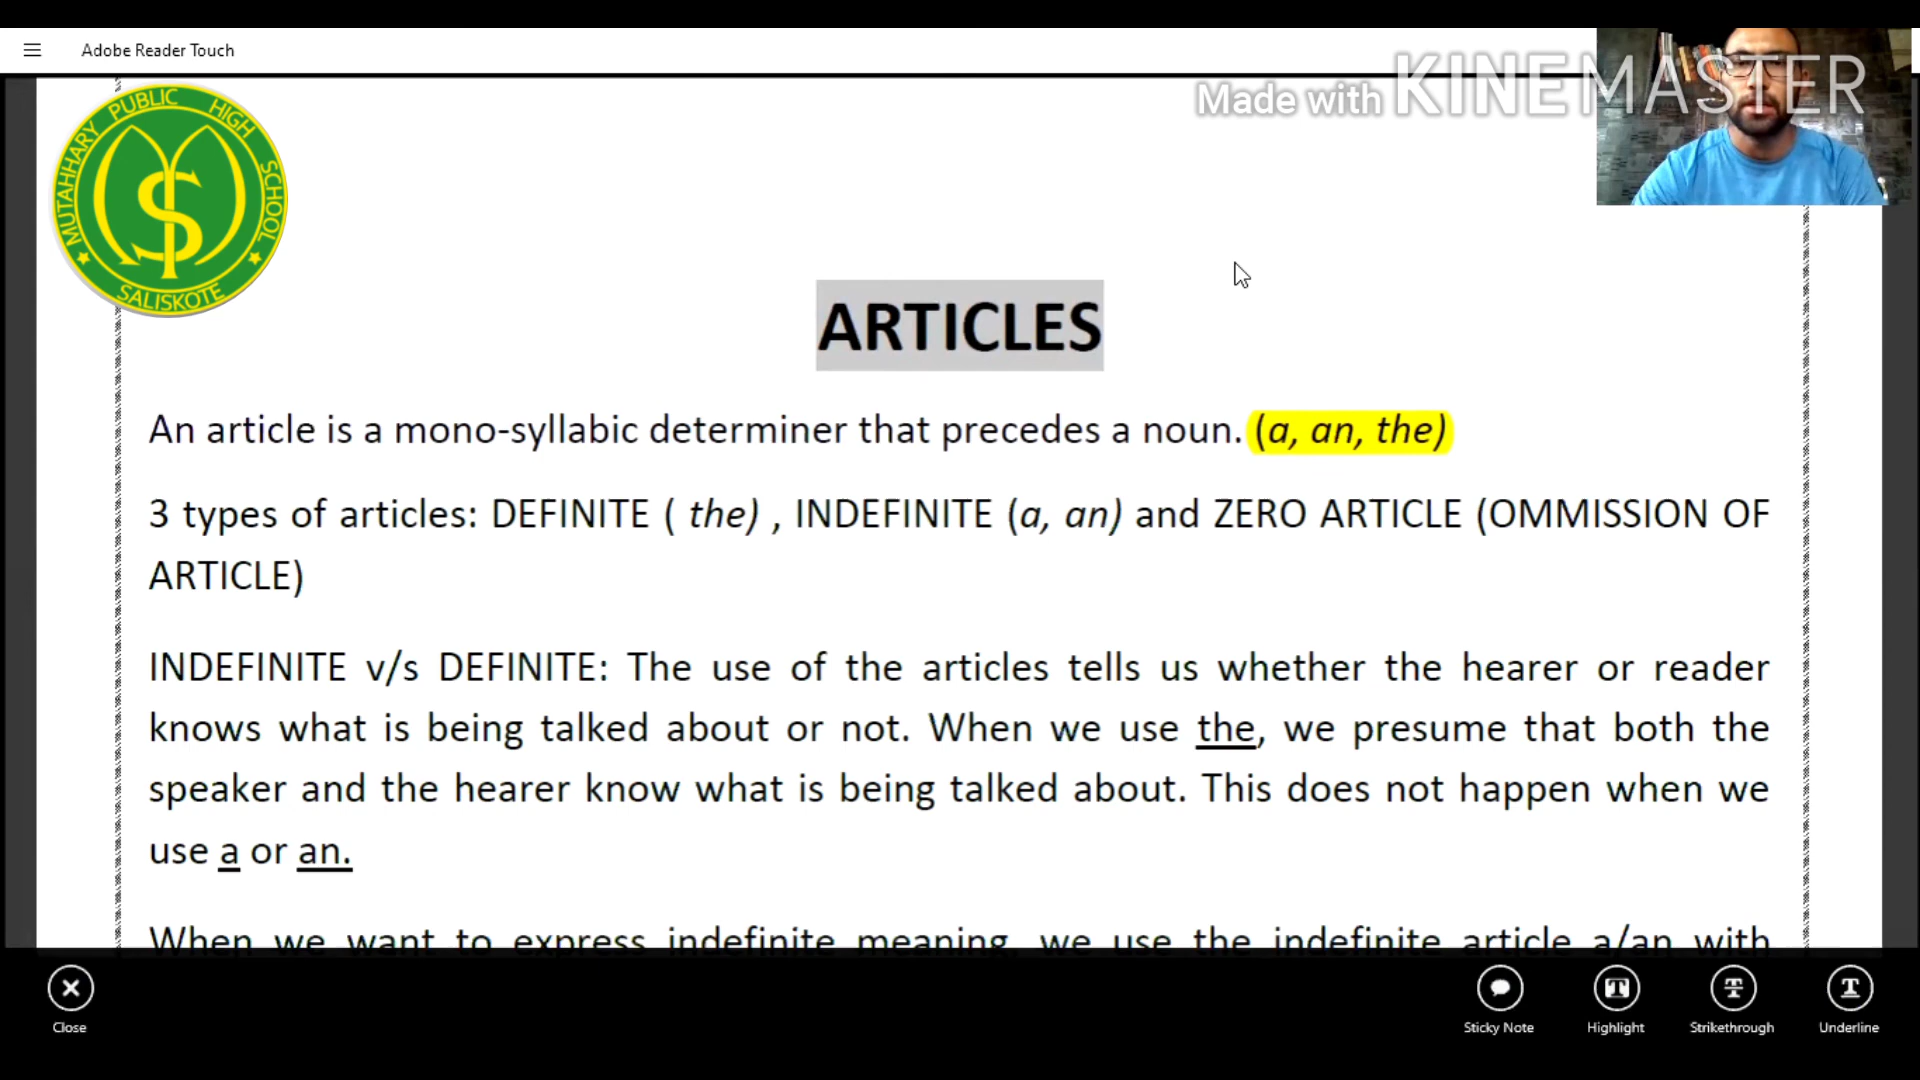 Adobe Reader Touch
Made with KINEMASTER
MUTAHHARY PUBLIC HIGH SCHOOL
SALISKOTE
ARTICLES
An article is a mono-syllabic determiner that precedes a noun. (a, an, the)
3 types of articles: DEFINITE ( the) , INDEFINITE (a, an) and ZERO ARTICLE (OMMISSION OF
ARTICLE)
INDEFINITE v/s DEFINITE: The use of the articles tells us whether the hearer or reader
knows what is being talked about or not. When we use the, we presume that both the
speaker and the hearer know what is being talked about. This does not happen when we
use a or an.
When we want to express indefinite meaning, we use the indefinite article a/an with
Close
Sticky Note
Highlight
Strikethrough
Underline